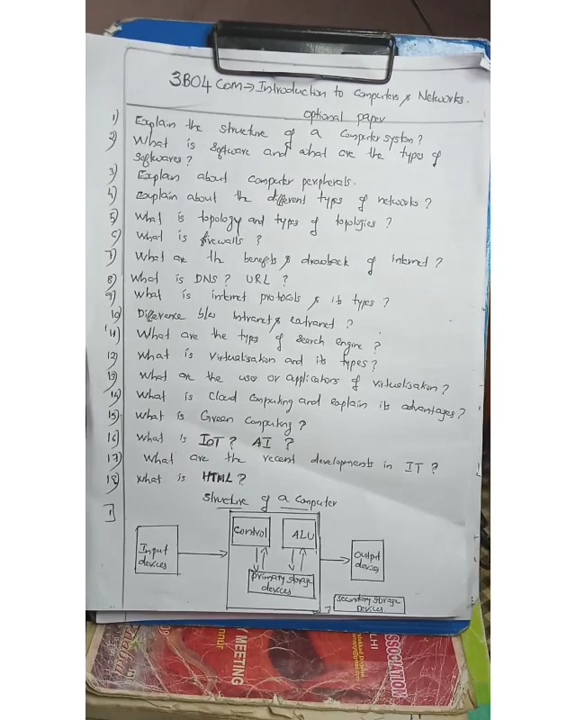 3B04 Com → Introduction to Computers & Networks.
optional paper
1) Explain the structure of a computer system?
2) What is software and what are the types of
softwares?
3) Explain about computer peripherals.
4) Explain about the different types of networks?
5) What is topology and types of topologies?
6) What is firewalls?
7) What are the benefits & drawback of internet?
8) What is DNS? URL?
9) What is internet protocols & its types?
10) Difference b/w Intranet & extranet?
11) What are the types of search engine?
12) What is virtualisation and its types?
13) What are the uses or applications of virtualisation?
14) What is cloud computing and explain its advantages?
15) What is Green Computing?
16) What is IoT? AI?
17) What are the recent developments in IT?
18) What is HTML?
Structure of a Computer
1]
Control
ALU
Input
devices
Output
devices
primary storage
devices
Secondary storage
Devices
nnur
Y MEETING
LHI
ASSOCIATION